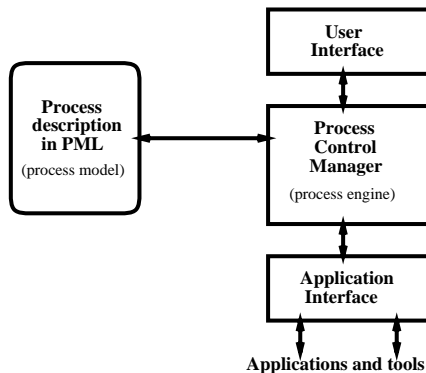 User
Interface
Process
description
in PML
(process model)
Process
Control
Manager
(process engine)
Application
Interface
Applications and tools